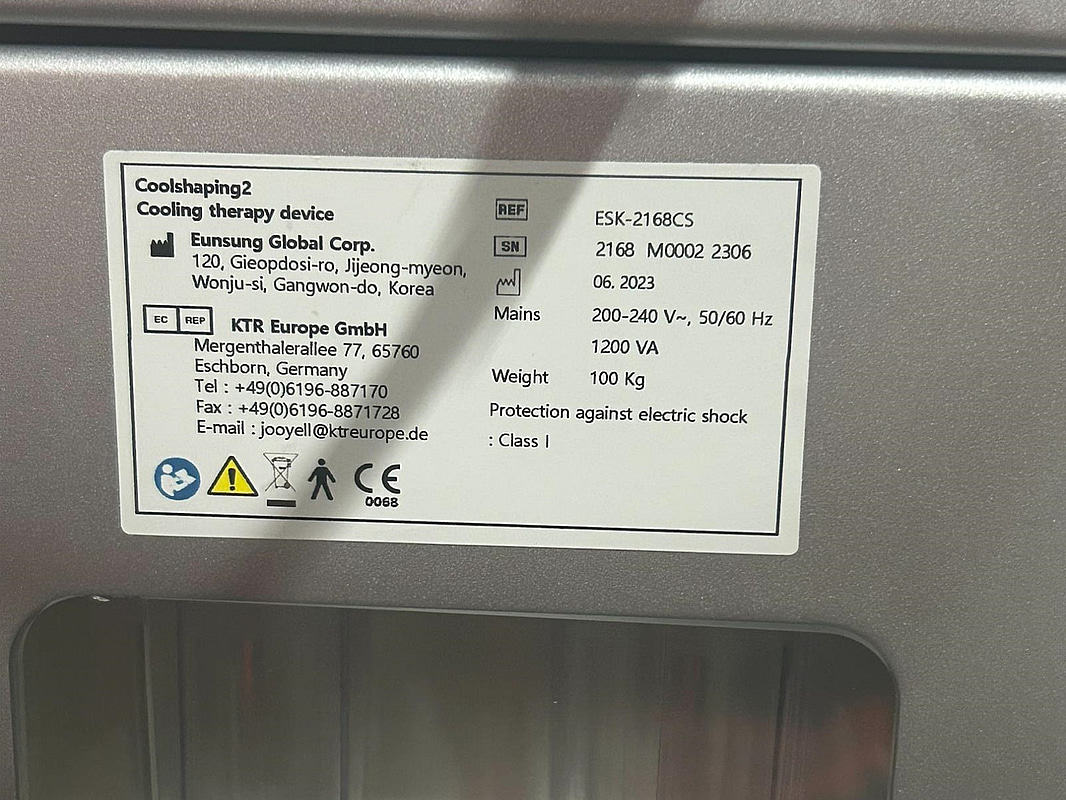 Coolshaping2
Cooling therapy device
Eunsung Global Corp.
120, Gieopdosi-ro, Jijeong-myeon,
Wonju-si, Gangwon-do, Korea
EC REP KTR Europe GmbH
Mergenthalerallee 77, 65760
Eschborn, Germany
Tel : +49(0)6196-887170
Fax : +49(0)6196-8871728
E-mail : jooyell@ktreurope.de
CE
0068
REF ESK-2168CS
SN 2168 M0002 2306
06. 2023
Mains 200-240 V~, 50/60 Hz
1200 VA
Weight 100 Kg
Protection against electric shock
: Class I